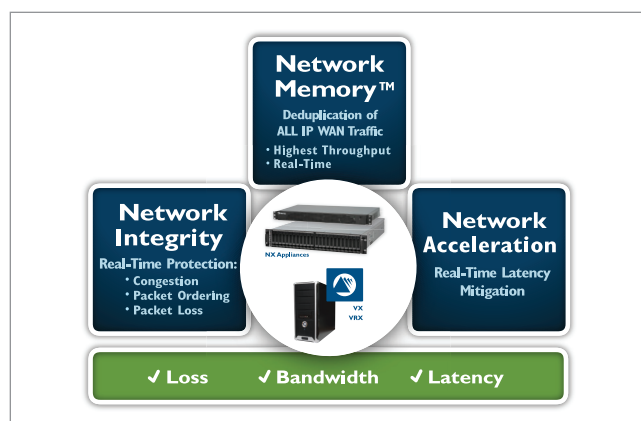 Network
Memory™
Deduplication of
ALL IP WAN Traffic
• Highest Throughput
• Real-Time
Network
Integrity
Real-Time Protection:
• Congestion
• Packet Ordering
• Packet Loss
NX Appliances
VX
VRX
Network
Acceleration
Real-Time Latency
Mitigation
✓ Loss ✓ Bandwidth ✓ Latency